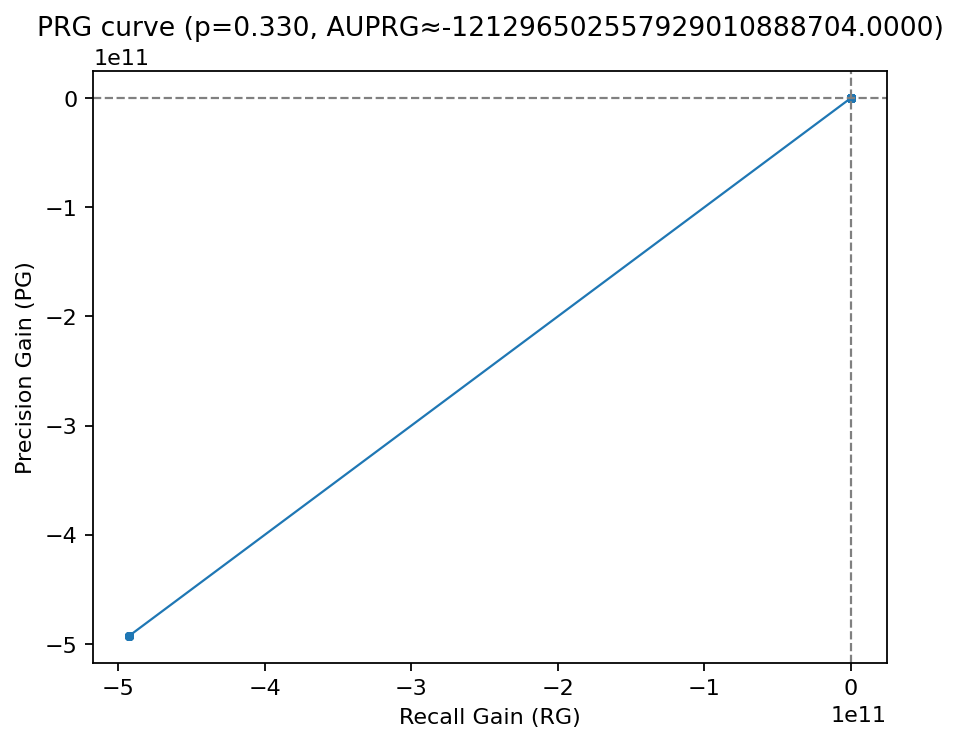 PRG curve (p=0.330, AUPRG≈-121296502557929010888704.0000)
1e11
0
−1
−2
−3
−4
−5
Precision Gain (PG)
−5 −4 −3 −2 −1 0
1e11
Recall Gain (RG)